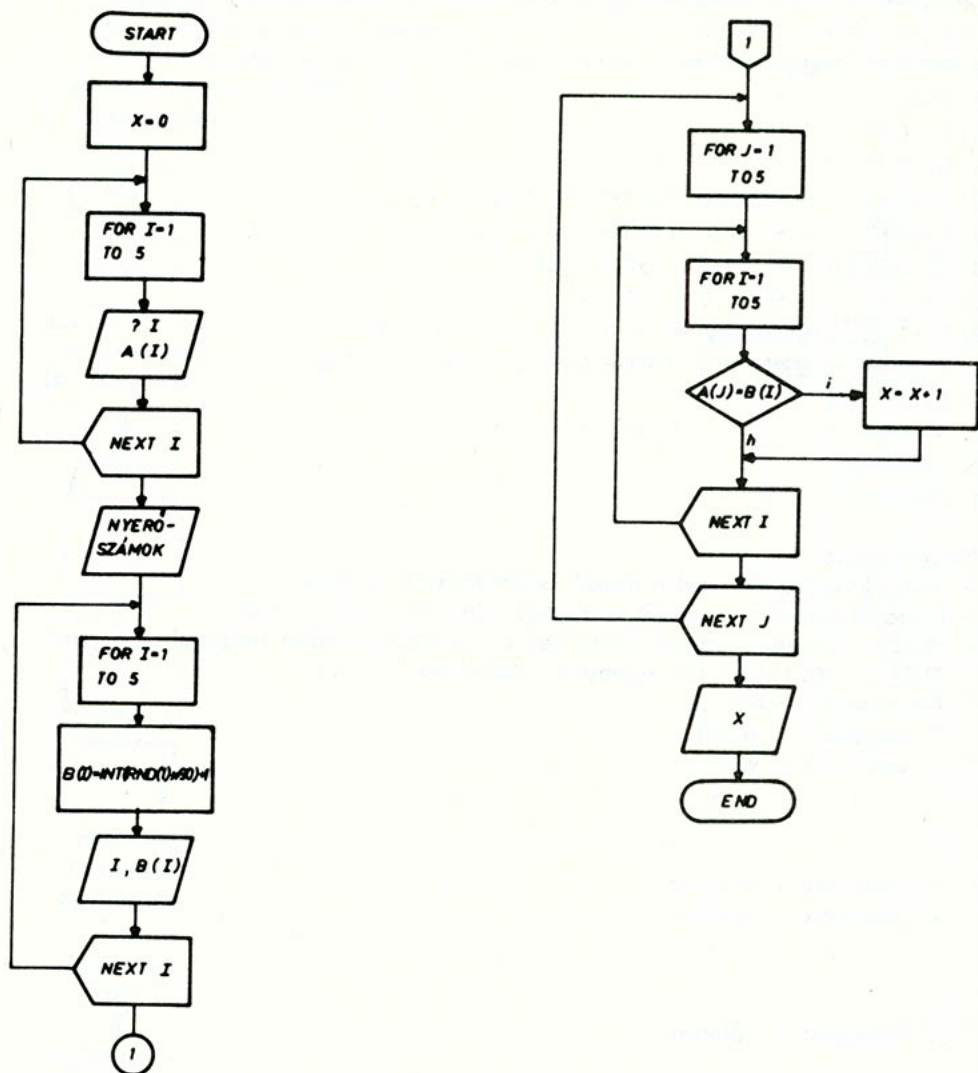 START
X=0
FOR I=1
TO 5
? I
A (I)
NEXT I
NYERŐ-
SZÁMOK
FOR I=1
TO 5
B(I)=INT(RND(1)*90)+1
I, B(I)
NEXT I
1
1
FOR J=1
TO 5
FOR I=1
TO 5
A(J)=B(I)
i
X= X+1
h
NEXT I
NEXT J
X
END